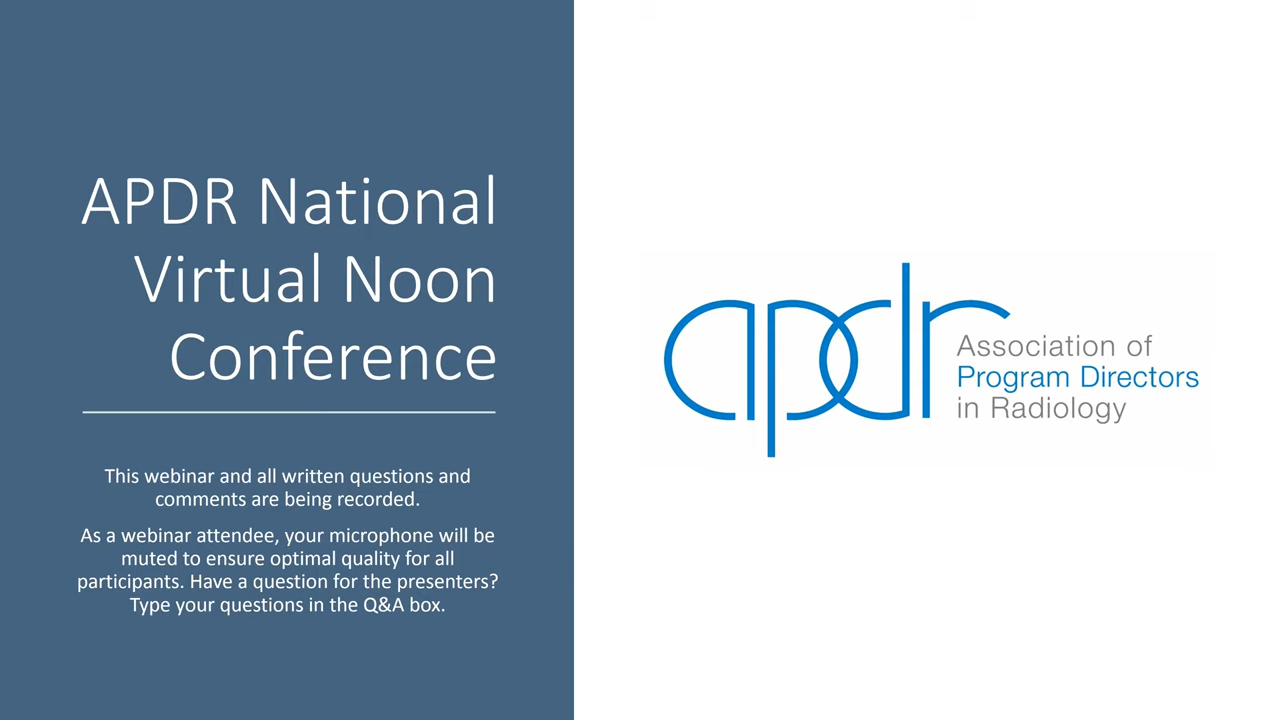 APDR National
Virtual Noon
Conference
This webinar and all written questions and
comments are being recorded.
As a webinar attendee, your microphone will be
muted to ensure optimal quality for all
participants. Have a question for the presenters?
Type your questions in the Q&A box.
apdr
Association of
Program Directors
in Radiology